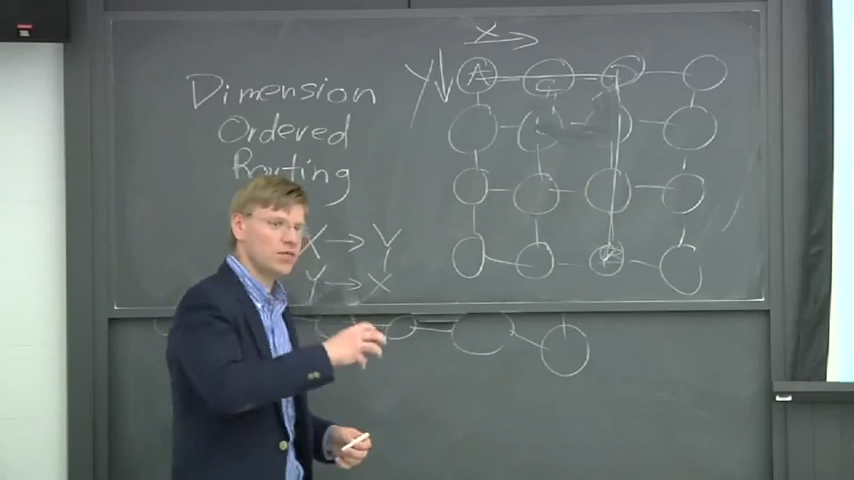 X →
Y ↓
Dimension
Ordered
Routing
X → Y
Y → X
A
C